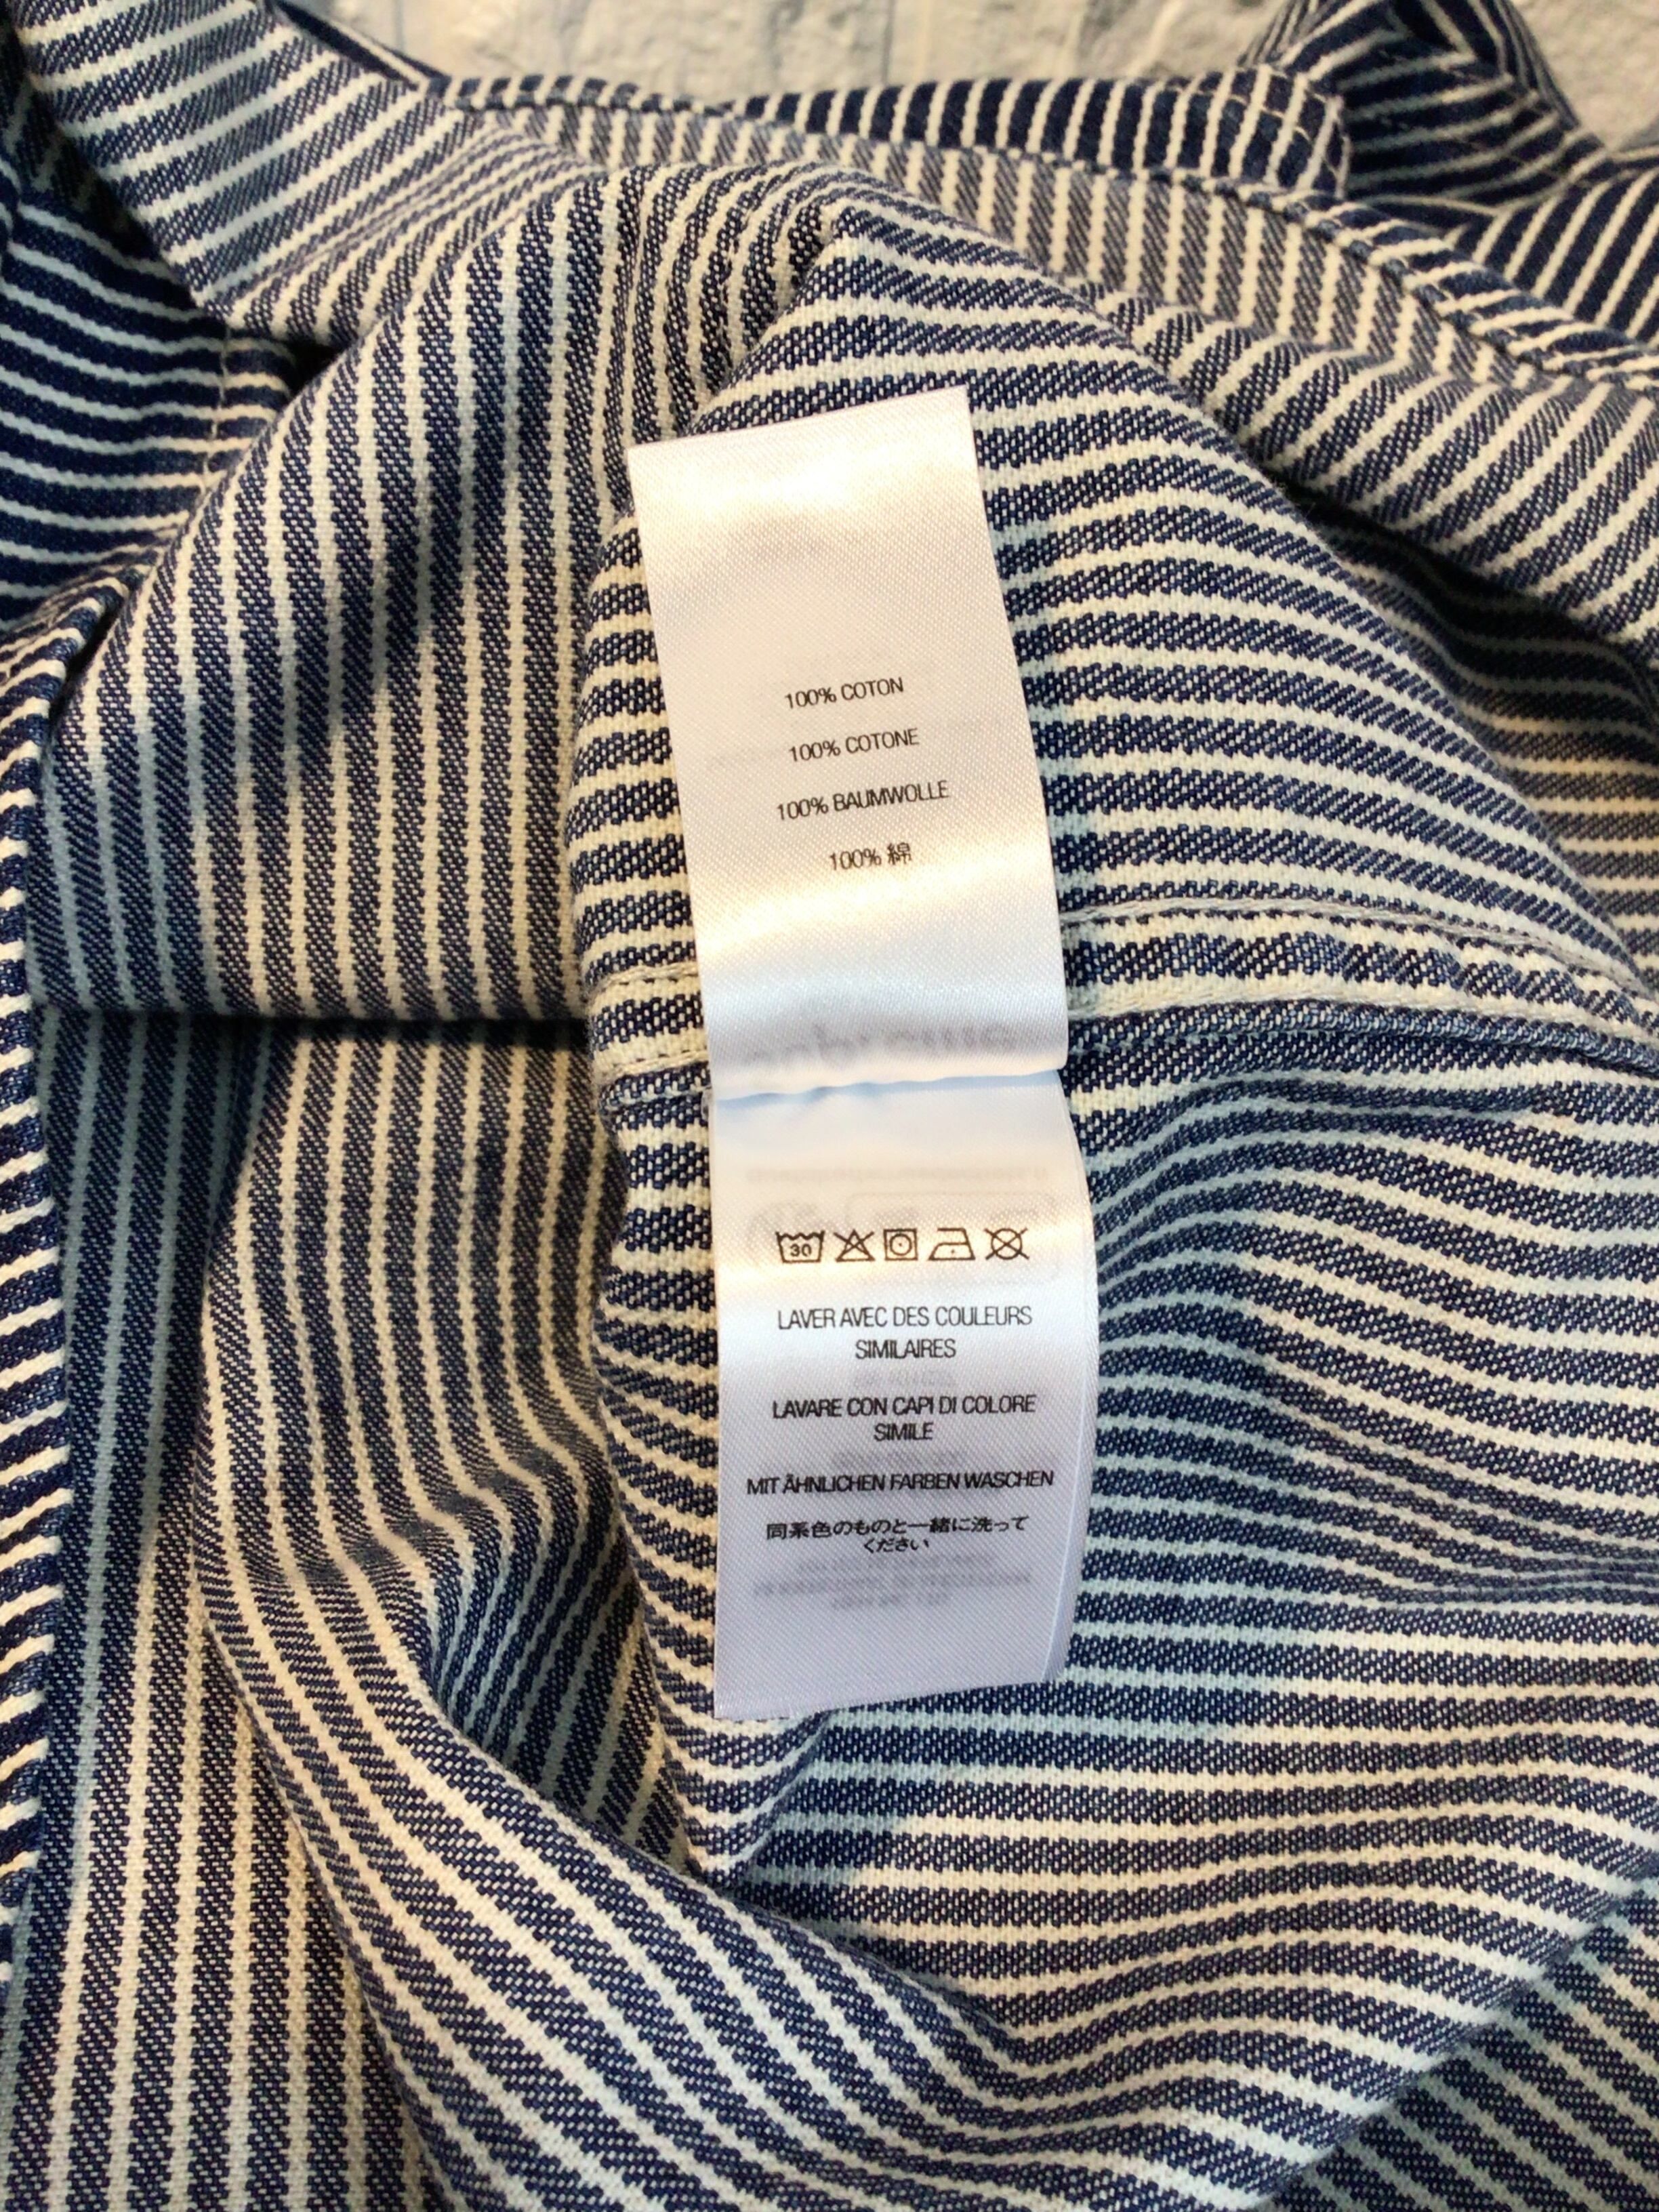 100% COTON
100% COTONE
100% BAUMWOLLE
100% 綿
30
LAVER AVEC DES COULEURS
SIMILAIRES
LAVARE CON CAPI DI COLORE
SIMILE
MIT ÄHNLICHEN FARBEN WASCHEN
同系色のものと一緒に洗って
ください